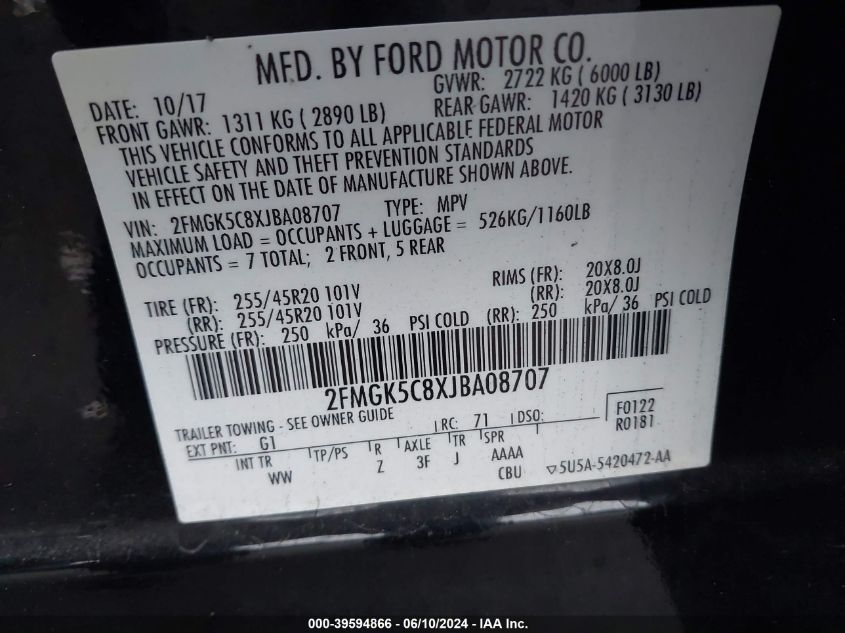 MFD. BY FORD MOTOR CO.
DATE: 10/17 GVWR: 2722 KG ( 6000 LB)
FRONT GAWR: 1311 KG ( 2890 LB) REAR GAWR: 1420 KG ( 3130 LB)
THIS VEHICLE CONFORMS TO ALL APPLICABLE FEDERAL MOTOR
VEHICLE SAFETY AND THEFT PREVENTION STANDARDS
IN EFFECT ON THE DATE OF MANUFACTURE SHOWN ABOVE.
VIN: 2FMGK5C8XJBA08707 TYPE: MPV
MAXIMUM LOAD = OCCUPANTS + LUGGAGE = 526KG/1160LB
OCCUPANTS = 7 TOTAL; 2 FRONT, 5 REAR
TIRE (FR): 255/45R20 101V RIMS (FR): 20X8.0J
(RR): 255/45R20 101V (RR): 20X8.0J
PRESSURE (FR): 250 kPa/ 36 PSI COLD (RR): 250 kPa/ 36 PSI COLD
2FMGK5C8XJBA08707
TRAILER TOWING - SEE OWNER GUIDE
EXT PNT: G1 RC: 71 DSO: F0122
R0181
INT TR TP/PS R AXLE TR SPR
WW Z 3F J AAAA
CBU 5U5A-5420472-AA
000-39594866 - 06/10/2024 - IAA Inc.